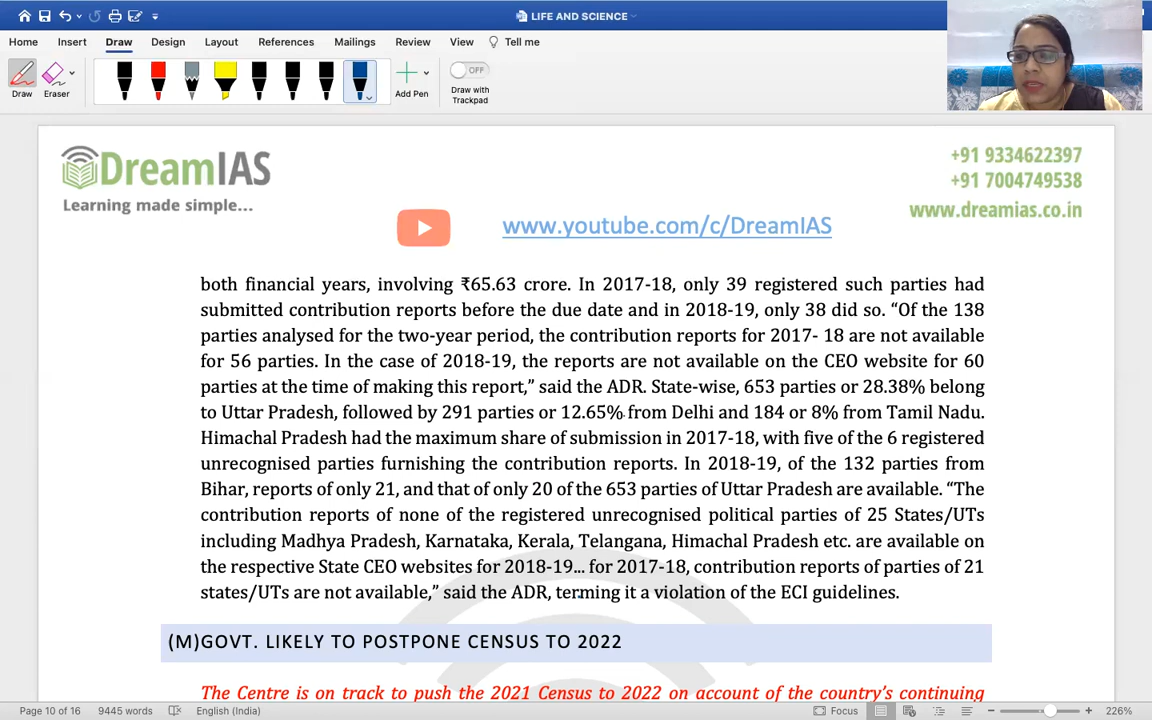 LIFE AND SCIENCE
Home Insert Draw Design Layout References Mailings Review View Tell me
OFF
Draw Eraser Add Pen Draw with
Trackpad
DreamIAS
Learning made simple...
+91 9334622397
+91 7004749538
www.dreamias.co.in
www.youtube.com/c/DreamIAS
both financial years, involving ₹65.63 crore. In 2017-18, only 39 registered such parties had
submitted contribution reports before the due date and in 2018-19, only 38 did so. “Of the 138
parties analysed for the two-year period, the contribution reports for 2017- 18 are not available
for 56 parties. In the case of 2018-19, the reports are not available on the CEO website for 60
parties at the time of making this report,” said the ADR. State-wise, 653 parties or 28.38% belong
to Uttar Pradesh, followed by 291 parties or 12.65% from Delhi and 184 or 8% from Tamil Nadu.
Himachal Pradesh had the maximum share of submission in 2017-18, with five of the 6 registered
unrecognised parties furnishing the contribution reports. In 2018-19, of the 132 parties from
Bihar, reports of only 21, and that of only 20 of the 653 parties of Uttar Pradesh are available. “The
contribution reports of none of the registered unrecognised political parties of 25 States/UTs
including Madhya Pradesh, Karnataka, Kerala, Telangana, Himachal Pradesh etc. are available on
the respective State CEO websites for 2018-19... for 2017-18, contribution reports of parties of 21
states/UTs are not available,” said the ADR, terming it a violation of the ECI guidelines.
(M)GOVT. LIKELY TO POSTPONE CENSUS TO 2022
The Centre is on track to push the 2021 Census to 2022 on account of the country’s continuing
Page 10 of 16 9445 words English (India) Focus 226%